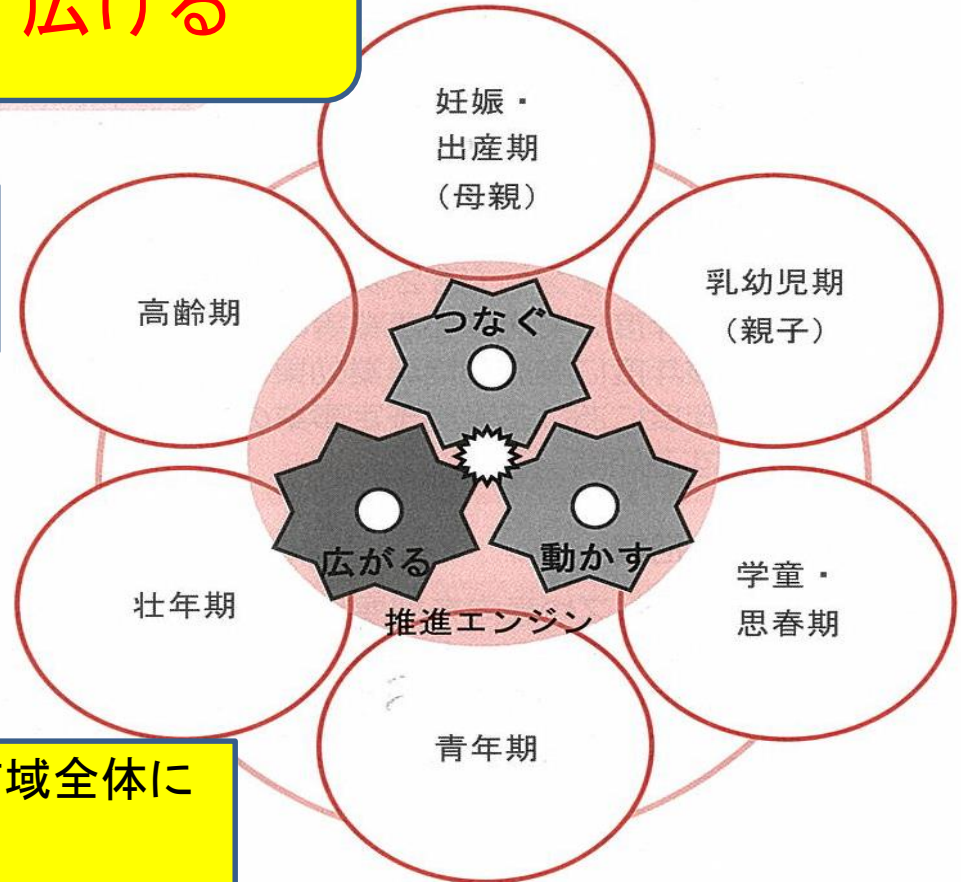 広げる
妊娠・
出産期
（母親）
高齢期
乳幼児期
（親子）
つなぐ
広がる
動かす
推進エンジン
壮年期
学童・
思春期
青年期
域全体に